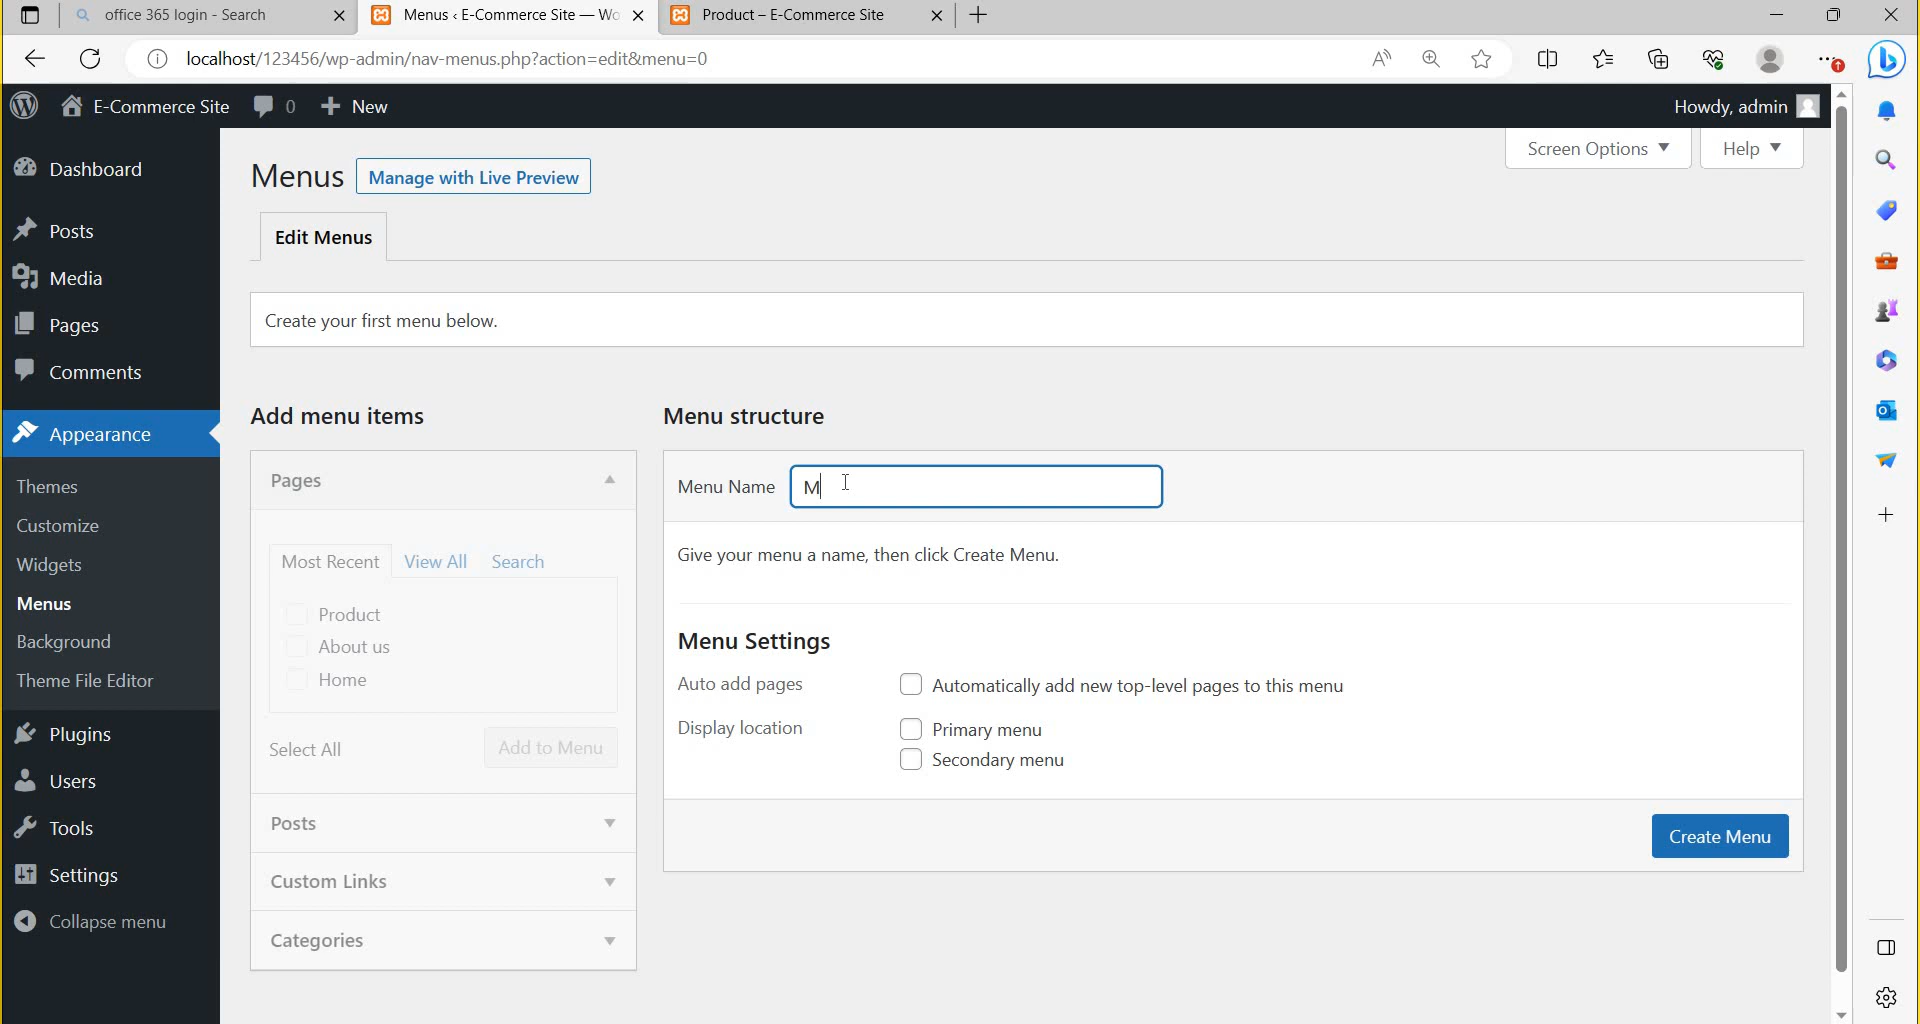 office 365 login - Search
Menus ‹ E-Commerce Site — Wo
Product – E-Commerce Site
localhost/123456/wp-admin/nav-menus.php?action=edit&menu=0
E-Commerce Site
0
New
Howdy, admin
Dashboard
Posts
Media
Pages
Comments
Appearance
Themes
Customize
Widgets
Menus
Background
Theme File Editor
Plugins
Users
Tools
Settings
Collapse menu
Screen Options
Help
Menus
Manage with Live Preview
Edit Menus
Create your first menu below.
Add menu items
Pages
Most Recent
View All
Search
Product
About us
Home
Select All
Add to Menu
Posts
Custom Links
Categories
Menu structure
Menu Name
M
Give your menu a name, then click Create Menu.
Menu Settings
Auto add pages
Automatically add new top-level pages to this menu
Display location
Primary menu
Secondary menu
Create Menu